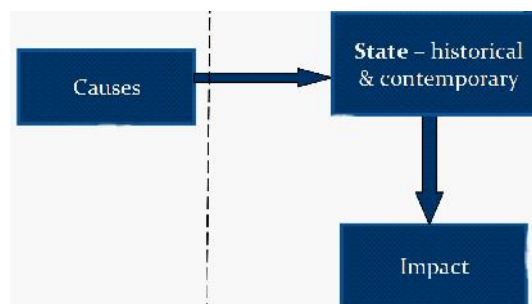 Causes
State – historical
& contemporary
Impact